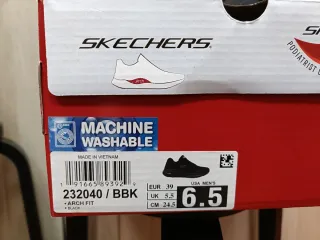 SKECHERS
PODIATRIST
MACHINE
WASHABLE
MADE IN VIETNAM
232040 / BBK
• ARCH FIT
• BLACK
EUR 39
UK 5.5
CM 24.5
USA MEN'S
6.5